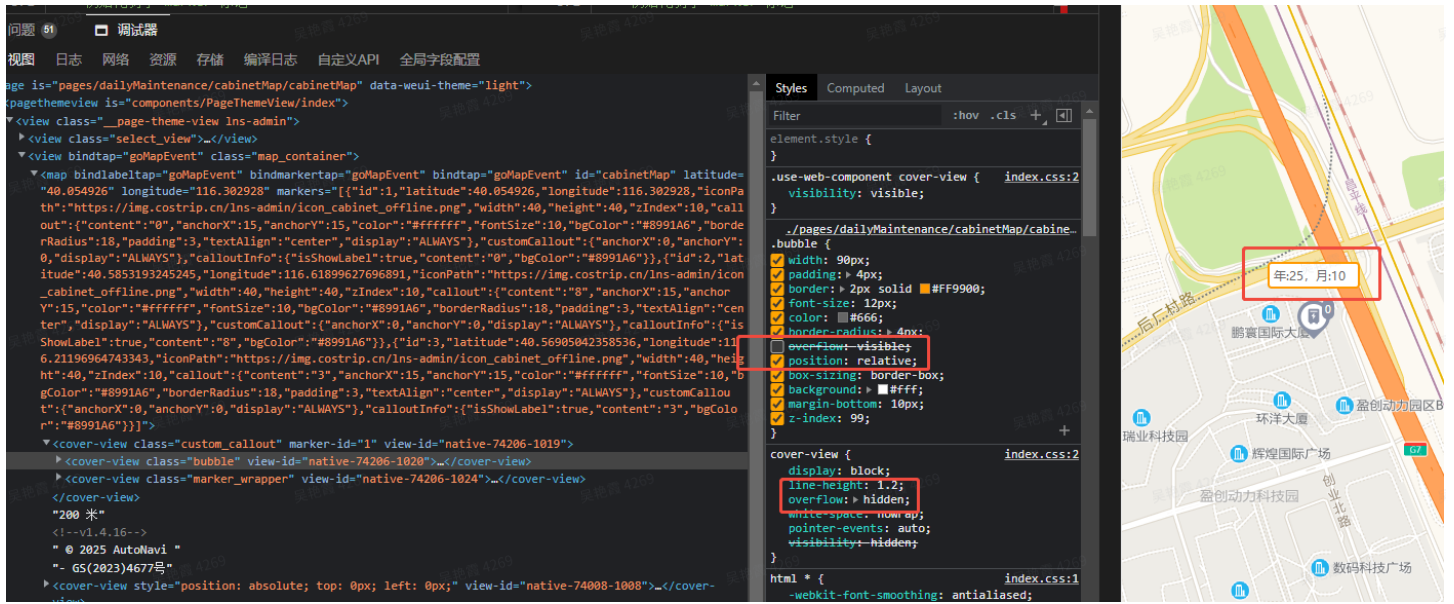 问题 51 调试器
视图 日志 网络 资源 存储 编译日志 自定义API 全局字段配置
age is="pages/dailyMaintenance/cabinetMap/cabinetMap" data-weui-theme="light">
<pagethemeview is="components/PageThemeView/index">
▼<view class="__page-theme-view lns-admin">
▶<view class="select_view">…</view>
▼<view bindtap="goMapEvent" class="map_container">
▼<map bindlabeltap="goMapEvent" bindmarkertap="goMapEvent" bindtap="goMapEvent" id="cabinetMap" latitude=
"40.054926" longitude="116.302928" markers="[{"id":1,"latitude":40.054926,"longitude":116.302928,"iconPa
th":"https://img.costrip.cn/lns-admin/icon_cabinet_offline.png","width":40,"height":40,"zIndex":10,"call
out":{"content":"0","anchorX":15,"anchorY":15,"color":"#ffffff","fontSize":10,"bgColor":"#8991A6","borde
rRadius":18,"padding":3,"textAlign":"center","display":"ALWAYS"},"customCallout":{"anchorX":0,"anchorY":
0,"display":"ALWAYS"},"calloutInfo":{"isShowLabel":true,"content":"0","bgColor":"#8991A6"}},{"id":2,"lat
itude":40.5853193245245,"longitude":116.61899627696891,"iconPath":"https://img.costrip.cn/lns-admin/icon
_cabinet_offline.png","width":40,"height":40,"zIndex":10,"callout":{"content":"8","anchorX":15,"anchor
Y":15,"color":"#ffffff","fontSize":10,"bgColor":"#8991A6","borderRadius":18,"padding":3,"textAlign":"cen
ter","display":"ALWAYS"},"customCallout":{"anchorX":0,"anchorY":0,"display":"ALWAYS"},"calloutInfo":{"is
ShowLabel":true,"content":"8","bgColor":"#8991A6"}},{"id":3,"latitude":40.56905042358536,"longitude":11
6.21196964743343,"iconPath":"https://img.costrip.cn/lns-admin/icon_cabinet_offline.png","width":40,"heig
ht":40,"zIndex":10,"callout":{"content":"3","anchorX":15,"anchorY":15,"color":"#ffffff","fontSize":10,"b
gColor":"#8991A6","borderRadius":18,"padding":3,"textAlign":"center","display":"ALWAYS"},"customCallou
t":{"anchorX":0,"anchorY":0,"display":"ALWAYS"},"calloutInfo":{"isShowLabel":true,"content":"3","bgColo
r":"#8991A6"}}]">
▼<cover-view class="custom_callout" marker-id="1" view-id="native-74206-1019">
▶<cover-view class="bubble" view-id="native-74206-1020">…</cover-view>
▶<cover-view class="marker_wrapper" view-id="native-74206-1024">…</cover-view>
</cover-view>
"200 米"
<!--v1.4.16-->
" © 2025 AutoNavi "
"- GS(2023)4677号"
▶<cover-view style="position: absolute; top: 0px; left: 0px;" view-id="native-74008-1008">…</cover-
view>
Styles Computed Layout
Filter :hov .cls +
element.style {
}
.use-web-component cover-view { index.css:2
visibility: visible;
}
./pages/dailyMaintenance/cabinetMap/cabine…
.bubble {
width: 90px;
padding:▶ 4px;
border:▶ 2px solid #FF9900;
font-size: 12px;
color: #666;
border-radius:▶ 4px;
overflow: visible;
position: relative;
box-sizing: border-box;
background:▶ #fff;
margin-bottom: 10px;
z-index: 99;
}
cover-view { index.css:2
display: block;
line-height: 1.2;
overflow:▶ hidden;
white-space: nowrap;
pointer-events: auto;
visibility: hidden;
}
html * { index.css:1
-webkit-font-smoothing: antialiased;
昌平线
年:25，月:10
后厂村路
0
鹏寰国际大厦
环洋大厦
盈创动力园区B
瑞业科技园
G7
辉煌国际广场
盈创动力科技园
创业北路
数码科技广场
吴艳霞 4269